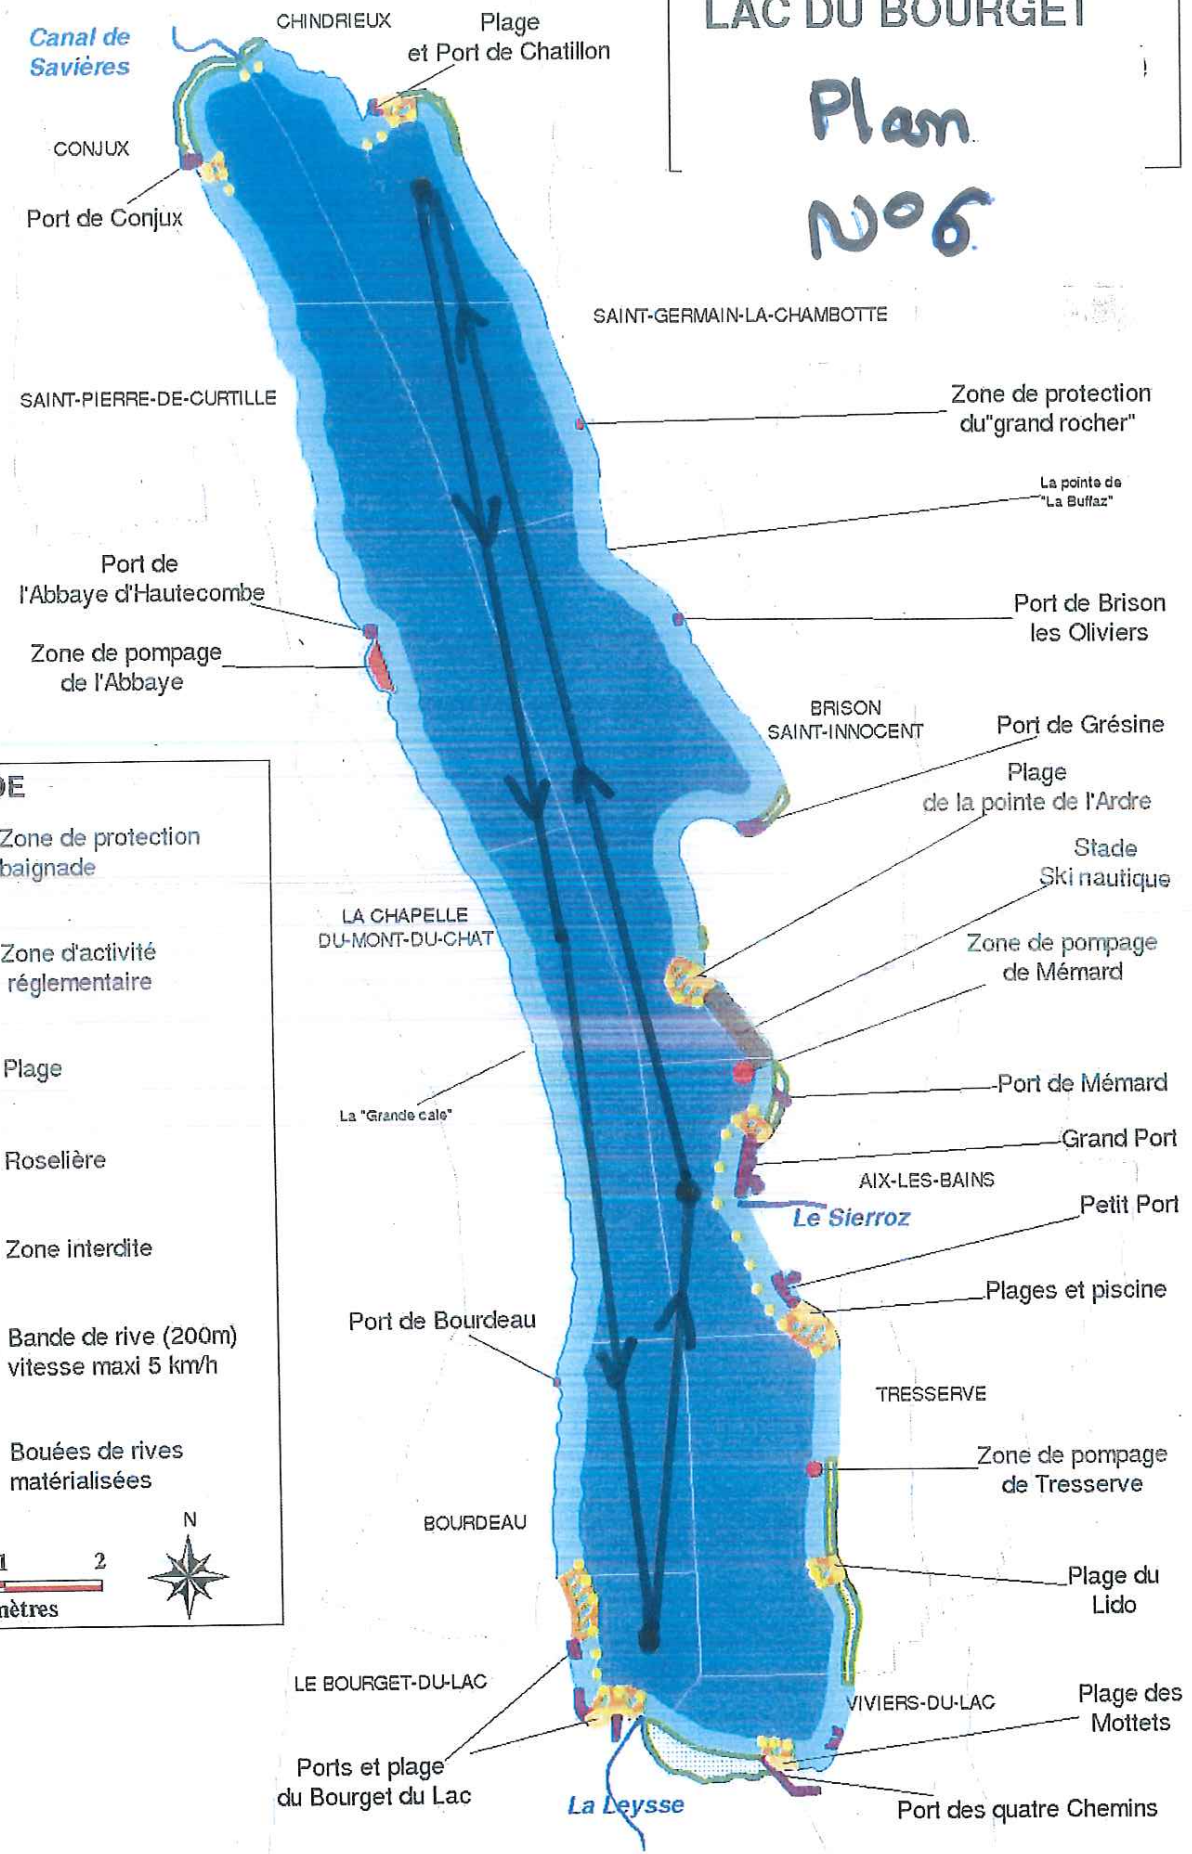 LAC DU BOURGET
Plan
N°6
Canal de
Savières
CHINDRIEUX
Plage
et Port de Chatillon
CONJUX
Port de Conjux
SAINT-GERMAIN-LA-CHAMBOTTE
SAINT-PIERRE-DE-CURTILLE
Zone de protection
du"grand rocher"
La pointe de
"La Buffaz"
Port de
l'Abbaye d'Hautecombe
Port de Brison
les Oliviers
Zone de pompage
de l'Abbaye
BRISON
SAINT-INNOCENT
Port de Grésine
Plage
de la pointe de l'Ardre
Stade
Ski nautique
LA CHAPELLE
DU-MONT-DU-CHAT
Zone de pompage
de Mémard
La "Grande cale"
Port de Mémard
Grand Port
AIX-LES-BAINS
Le Sierroz
Petit Port
Plages et piscine
Port de Bourdeau
TRESSERVE
Zone de pompage
de Tresserve
BOURDEAU
Plage du
Lido
LE BOURGET-DU-LAC
VIVIERS-DU-LAC
Plage des
Mottets
Ports et plage
du Bourget du Lac
La Leysse
Port des quatre Chemins
DE
Zone de protection
baignade
Zone d'activité
réglementaire
Plage
Roselière
Zone interdite
Bande de rive (200m)
vitesse maxi 5 km/h
Bouées de rives
matérialisées
N
1 2
mètres